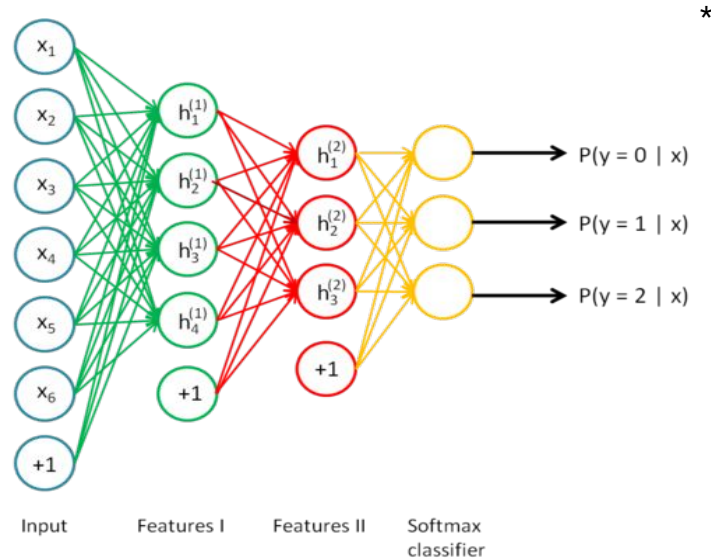 *
x₁
x₂
x₃
x₄
x₅
x₆
+1
h₁⁽¹⁾
h₂⁽¹⁾
h₃⁽¹⁾
h₄⁽¹⁾
+1
h₁⁽²⁾
h₂⁽²⁾
h₃⁽²⁾
+1
P(y = 0 | x)
P(y = 1 | x)
P(y = 2 | x)
Input
Features I
Features II
Softmax
classifier